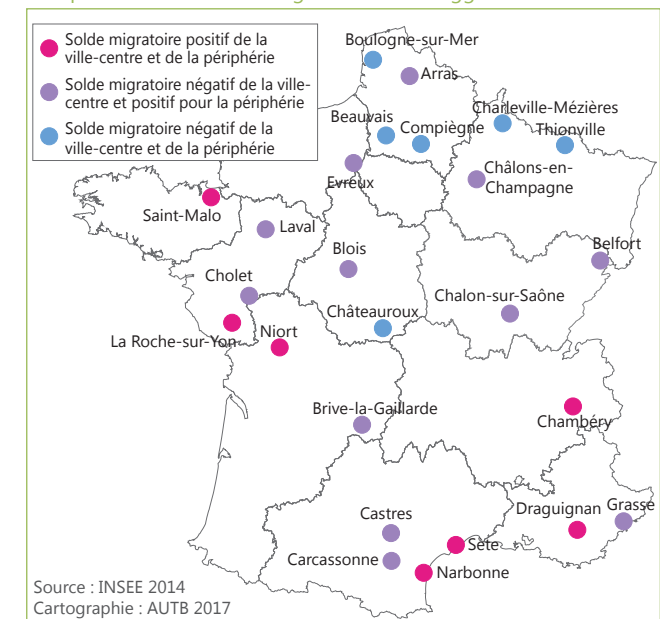 Solde migratoire positif de la
ville-centre et de la périphérie
Solde migratoire négatif de la ville-
centre et positif pour la périphérie
Solde migratoire négatif de la
ville-centre et de la périphérie
Boulogne-sur-Mer
Arras
Beauvais
Compiègne
Charleville-Mézières
Thionville
Evreux
Châlons-en-
Champagne
Saint-Malo
Laval
Blois
Belfort
Cholet
Châteauroux
Chalon-sur-Saône
La Roche-sur-Yon
Niort
Brive-la-Gaillarde
Chambéry
Castres
Draguignan
Grasse
Carcassonne
Sète
Narbonne
Source : INSEE 2014
Cartographie : AUTB 2017